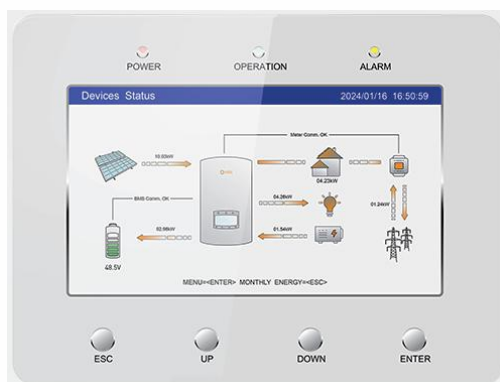 POWER
OPERATION
ALARM
Devices Status
2024/01/16 16:50:59
Meter Comm. OK
10.03kW
04.23kW
01.24kW
BMS Comm. OK
04.28kW
02.98kW
01.54kW
48.5V
MENU=<ENTER> MONTHLY ENERGY=<ESC>
ESC
UP
DOWN
ENTER